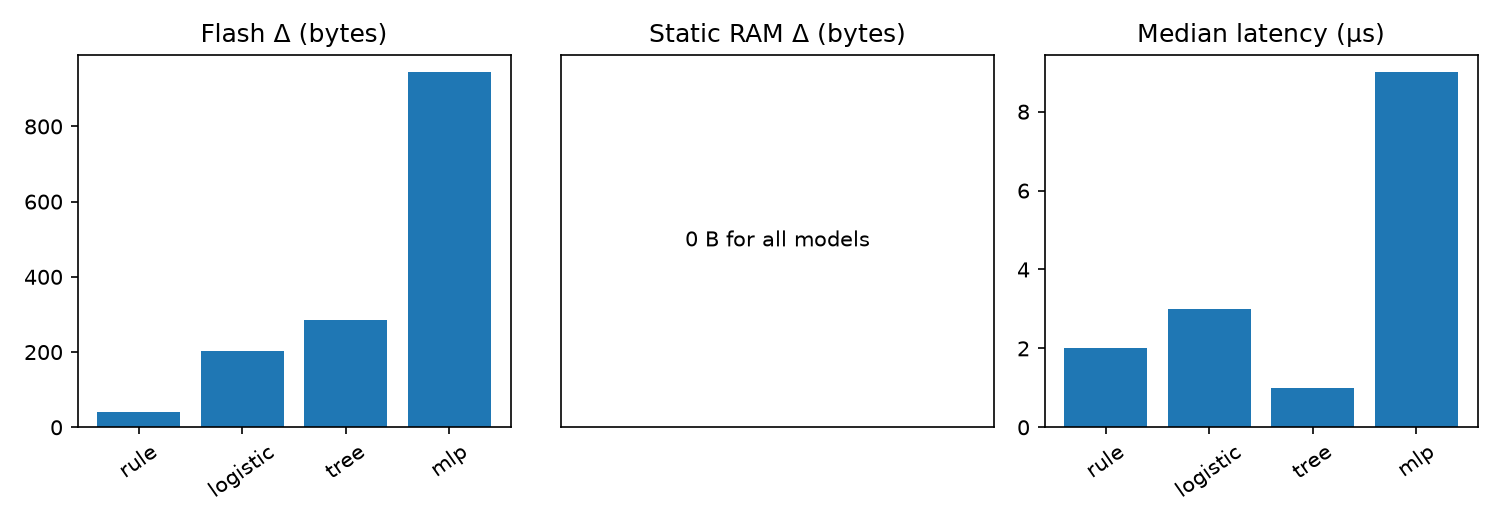 Flash Δ (bytes)
800
600
400
200
0
rule
logistic
tree
mlp
Static RAM Δ (bytes)
0 B for all models
Median latency (µs)
8
6
4
2
0
rule
logistic
tree
mlp